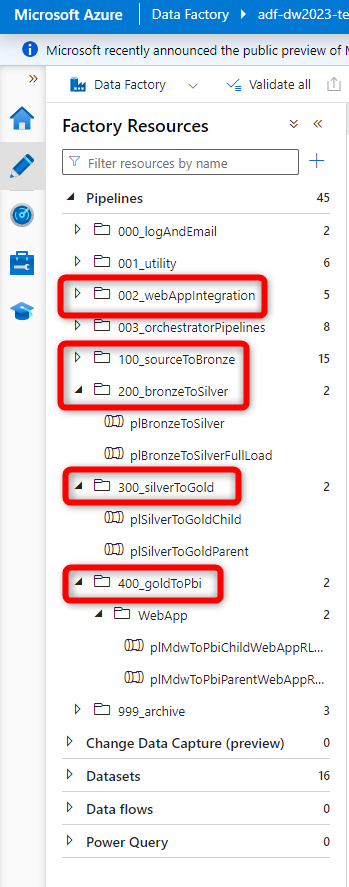 Microsoft Azure Data Factory adf-dw2023-te
Microsoft recently announced the public preview of M
Data Factory Validate all
Factory Resources
Filter resources by name
Pipelines 45
000_logAndEmail 2
001_utility 6
002_webAppIntegration 5
003_orchestratorPipelines 8
100_sourceToBronze 15
200_bronzeToSilver 2
plBronzeToSilver
plBronzeToSilverFullLoad
300_silverToGold 2
plSilverToGoldChild
plSilverToGoldParent
400_goldToPbi 2
WebApp 2
plMdwToPbiChildWebAppRL...
plMdwToPbiParentWebAppR...
999_archive 3
Change Data Capture (preview) 0
Datasets 16
Data flows 0
Power Query 0